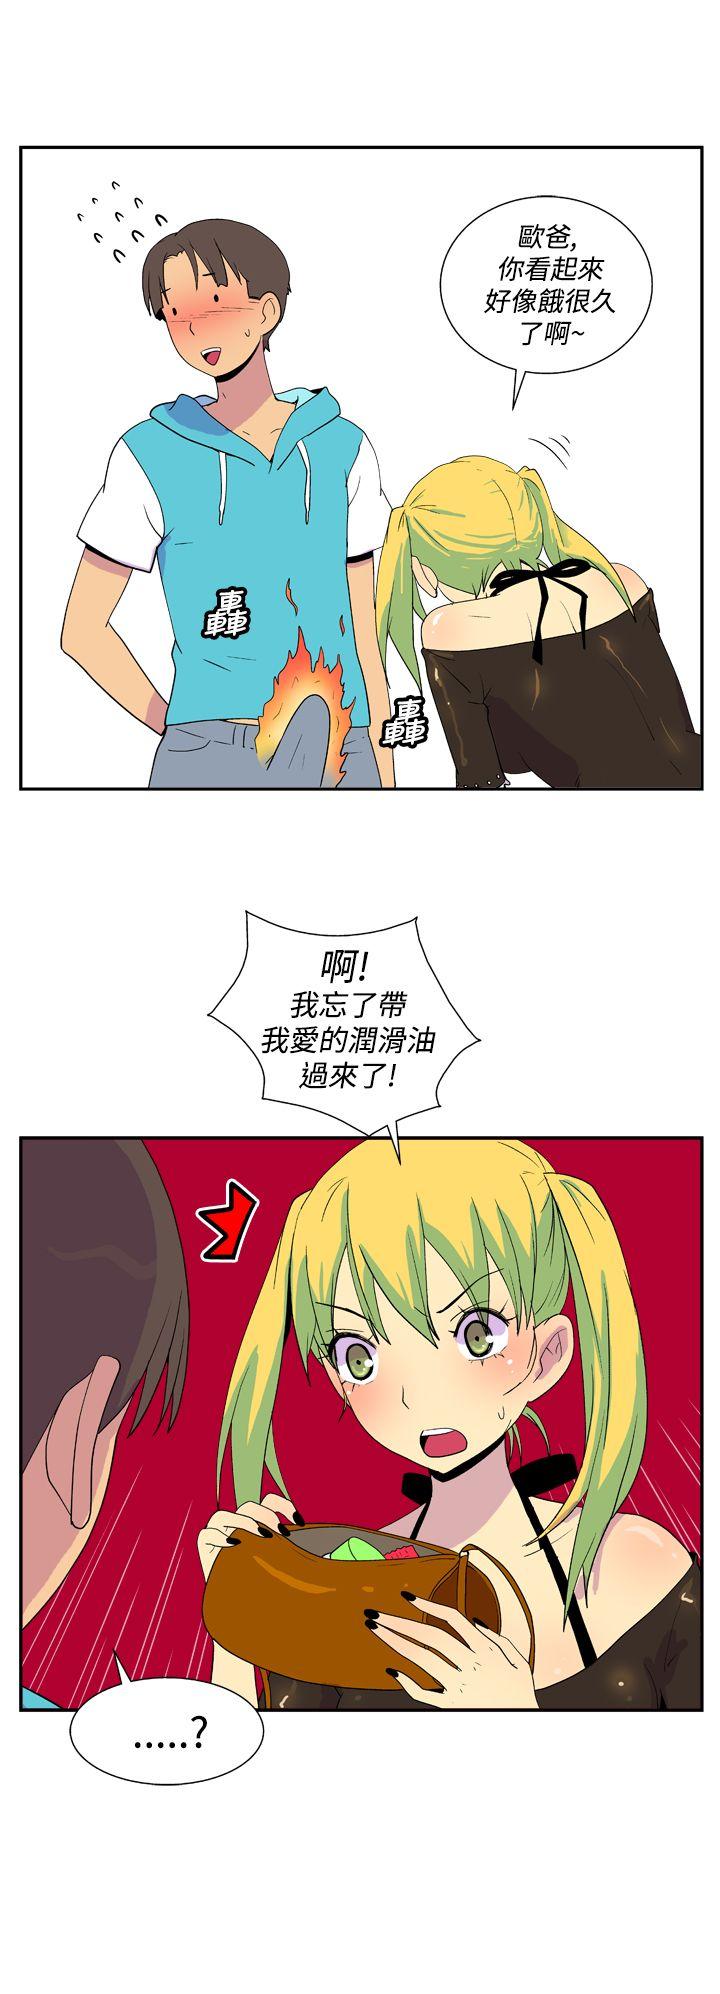 歐爸,
你看起來
好像餓很久
了啊~
轟
轟
啊!
我忘了帶
我愛的潤滑油
過來了!
.....?